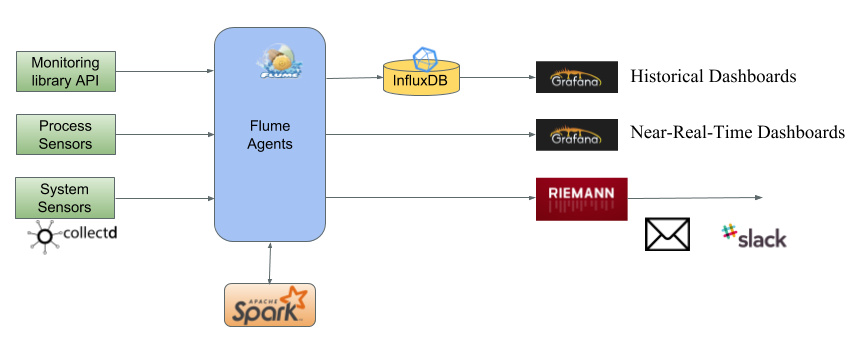 Monitoring
library API
Process
Sensors
System
Sensors
collectd
FLUME
Flume
Agents
APACHE
Spark
InfluxDB
Grafana
Historical Dashboards
Grafana
Near-Real-Time Dashboards
RIEMANN
slack